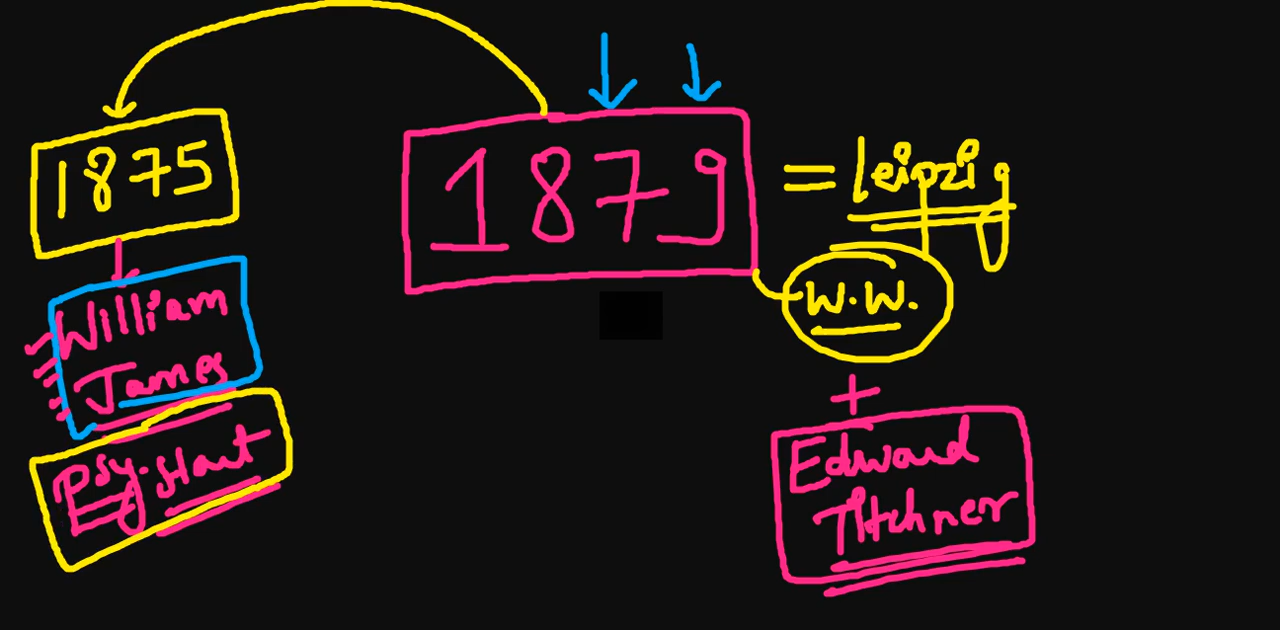 1875
William
James
Psy. start
1879
= leipzig
W.W.
+
Edward
Titchner